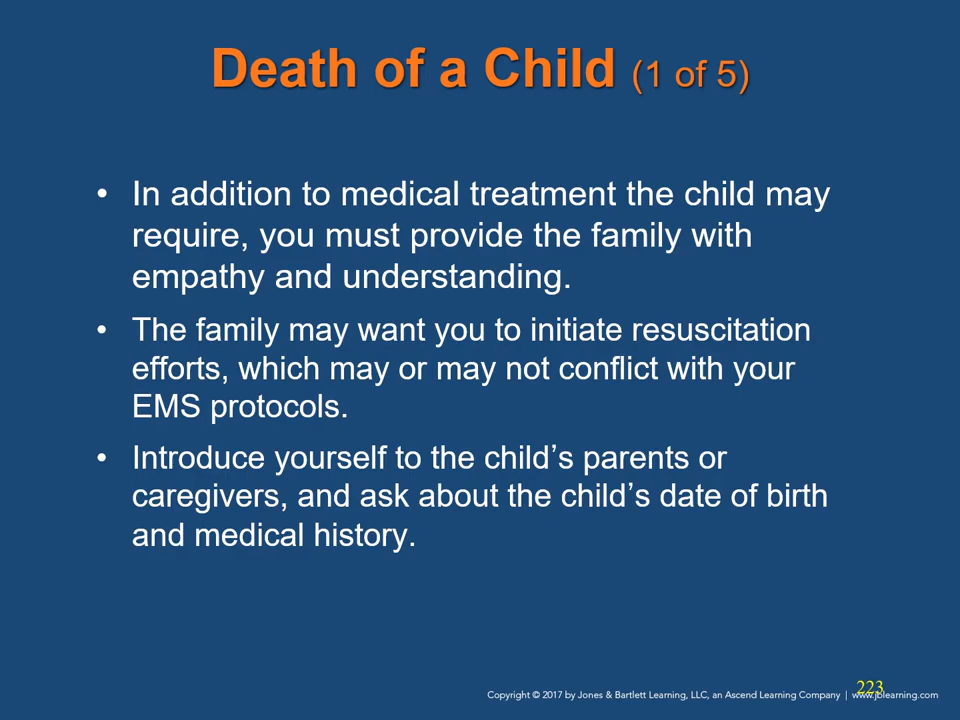 Death of a Child (1 of 5)
• In addition to medical treatment the child may
require, you must provide the family with
empathy and understanding.
• The family may want you to initiate resuscitation
efforts, which may or may not conflict with your
EMS protocols.
• Introduce yourself to the child’s parents or
caregivers, and ask about the child’s date of birth
and medical history.
223
Copyright © 2017 by Jones & Bartlett Learning, LLC, an Ascend Learning Company | www.jblearning.com